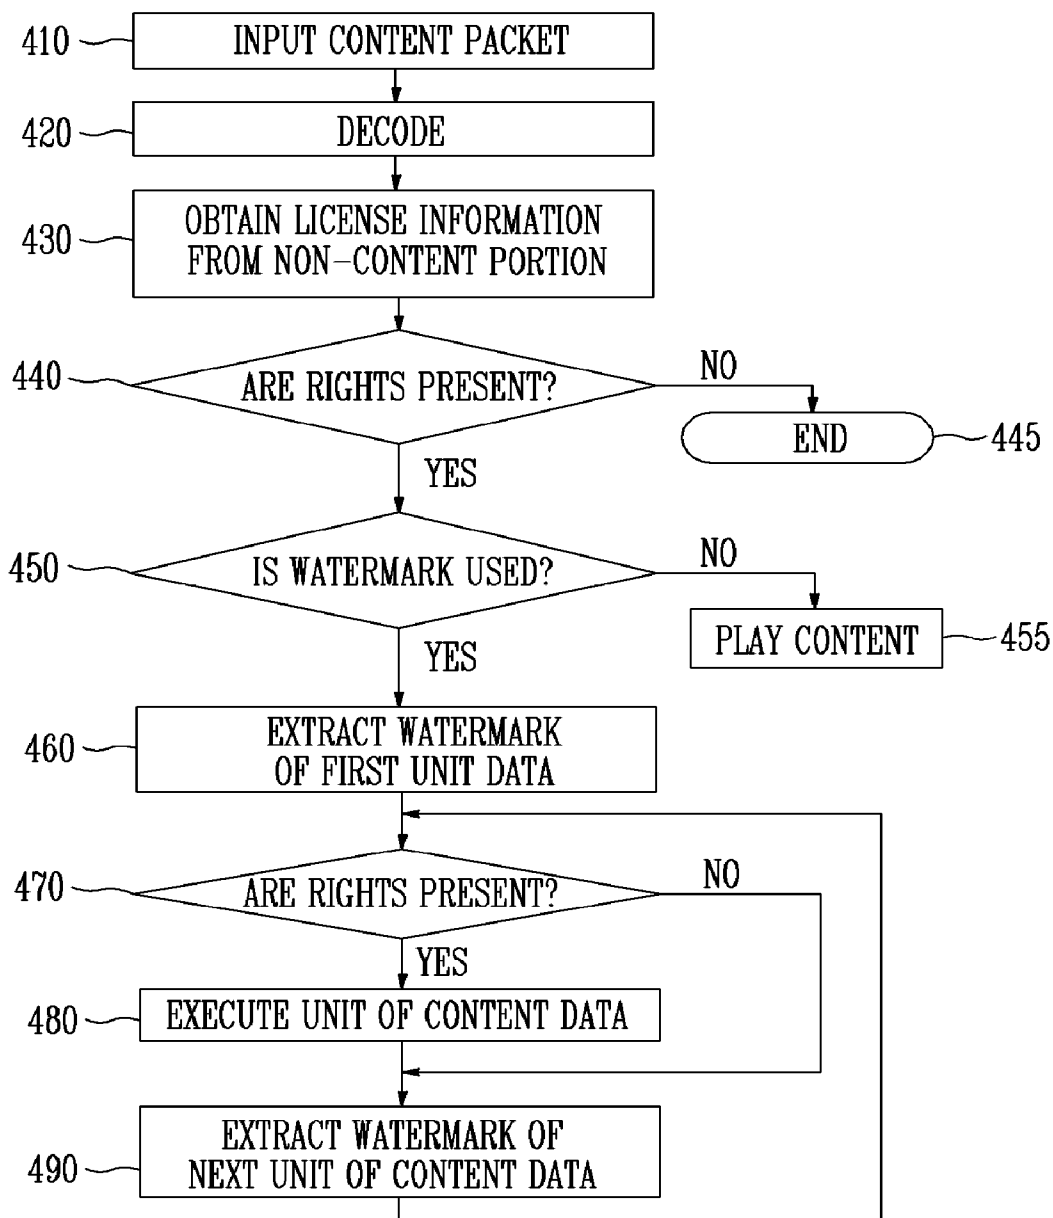 410
INPUT CONTENT PACKET
420
DECODE
430
OBTAIN LICENSE INFORMATION
FROM NON-CONTENT PORTION
440
ARE RIGHTS PRESENT?
NO
END
445
YES
450
IS WATERMARK USED?
NO
PLAY CONTENT
455
YES
460
EXTRACT WATERMARK
OF FIRST UNIT DATA
470
ARE RIGHTS PRESENT?
NO
YES
480
EXECUTE UNIT OF CONTENT DATA
490
EXTRACT WATERMARK OF
NEXT UNIT OF CONTENT DATA